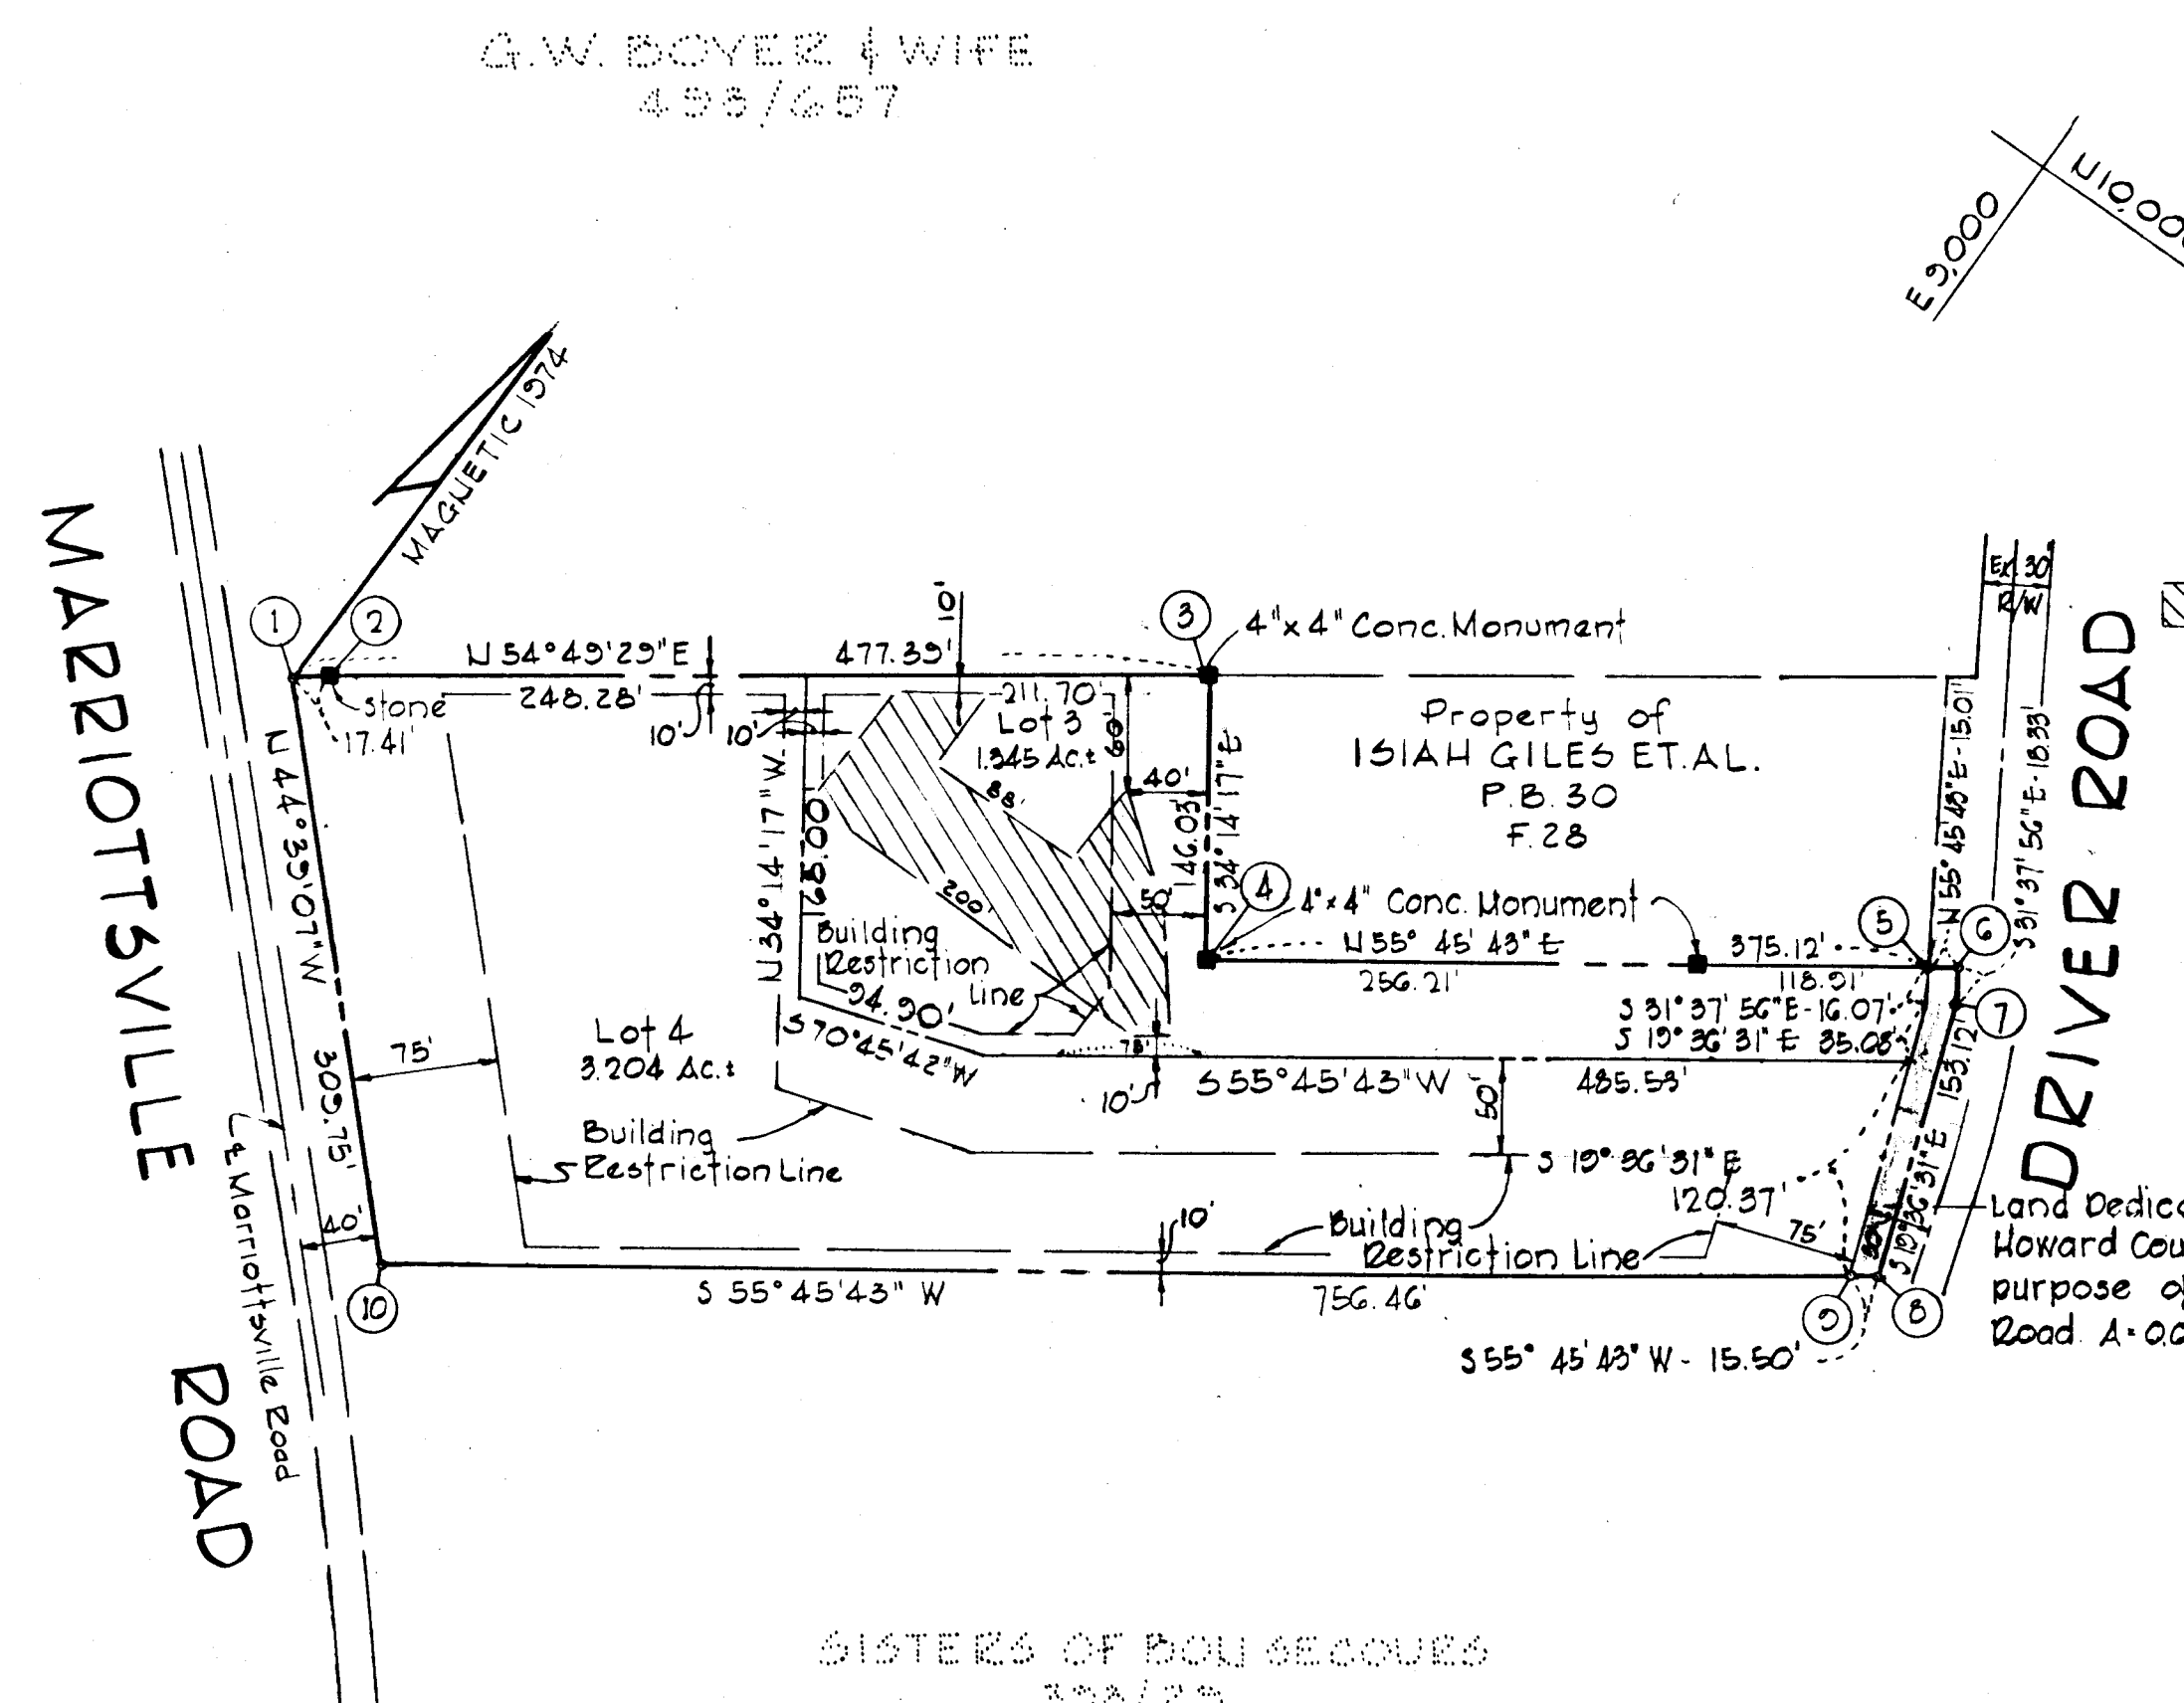 G.W. BOYER & WIFE
498/657
N10,00
E 9,000
MAGNETIC 1974
MARRIOTTSVILLE
ROAD
DRIVER ROAD
Ex. 30'
R/W
1
2
3
4"x 4" Conc. Monument
N 54°49'29"E
477.39'
10'
stone
17.41'
248.28'
10'
10'
211.70'
Lot 3
1.345 Ac.±
60'
88'
40'
146.03'
S 34° 14' 17" E
Property of
ISIAH GILES ET. AL.
P.B. 30
F. 28
N 55° 45' 43" E - 15.01'
S 31° 37' 56" E - 18.33'
N 44° 39' 07" W
309.75'
N 34° 14' 17" W
200'
50'
4
4"x 4" Conc. Monument
5
6
N 55° 45' 43" E
375.12'
256.21'
118.91'
Building
Restriction
Line
94.90'
S 70° 45' 42" W
S 31° 37' 56" E - 16.07'
S 19° 36' 31" E 35.08'
7
Lot 4
3.204 Ac.±
75'
10'
S 55° 45' 43" W
485.53'
50'
153.12'
S 19° 36' 31" E
Building
Restriction Line
S 19° 36' 31" E
120.37'
75'
10'
Building
Restriction Line
40'
Land Dedic
Howard Cou
purpose o
Road. A = 0.0
10
S 55° 45' 43" W
756.46'
9
8
S 55° 45' 43" W - 15.50'
℄ Marriottsville Road
SISTERS OF BON SECOURS